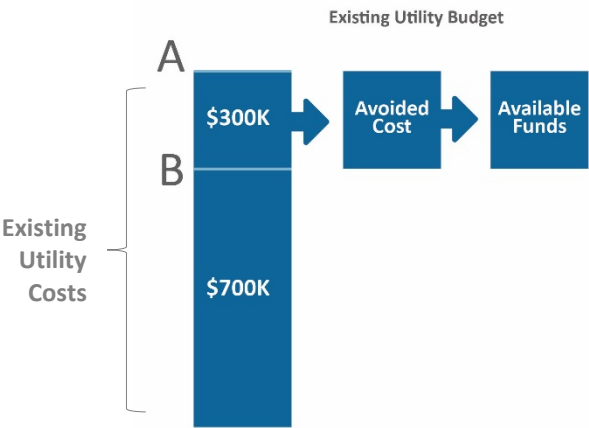 Existing Utility Budget
A
$300K
Avoided
Cost
Available
Funds
B
Existing
Utility
Costs
$700K